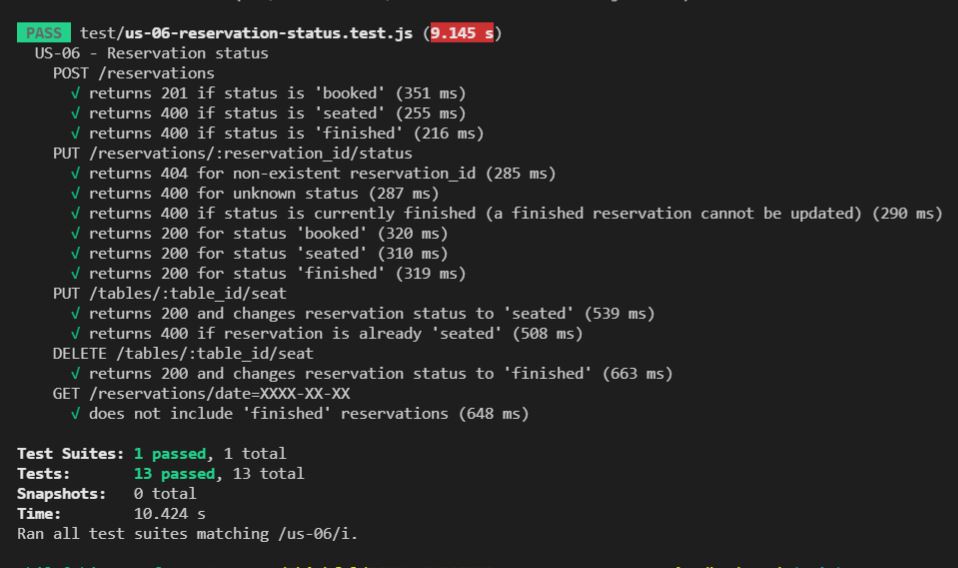 PASS test/us-06-reservation-status.test.js (9.145 s)
US-06 - Reservation status
POST /reservations
√ returns 201 if status is 'booked' (351 ms)
√ returns 400 if status is 'seated' (255 ms)
√ returns 400 if status is 'finished' (216 ms)
PUT /reservations/:reservation_id/status
√ returns 404 for non-existent reservation_id (285 ms)
√ returns 400 for unknown status (287 ms)
√ returns 400 if status is currently finished (a finished reservation cannot be updated) (290 ms)
√ returns 200 for status 'booked' (320 ms)
√ returns 200 for status 'seated' (310 ms)
√ returns 200 for status 'finished' (319 ms)
PUT /tables/:table_id/seat
√ returns 200 and changes reservation status to 'seated' (539 ms)
√ returns 400 if reservation is already 'seated' (508 ms)
DELETE /tables/:table_id/seat
√ returns 200 and changes reservation status to 'finished' (663 ms)
GET /reservations/date=XXXX-XX-XX
√ does not include 'finished' reservations (648 ms)
Test Suites: 1 passed, 1 total
Tests: 13 passed, 13 total
Snapshots: 0 total
Time: 10.424 s
Ran all test suites matching /us-06/i.